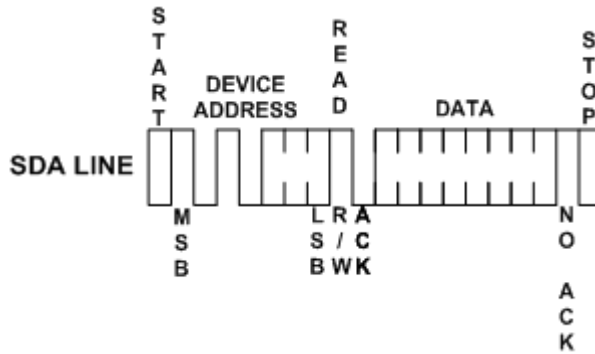 START
DEVICE
ADDRESS
READ
DATA
STOP
SDA LINE
MSB
LSB
R/W
ACK
NO ACK